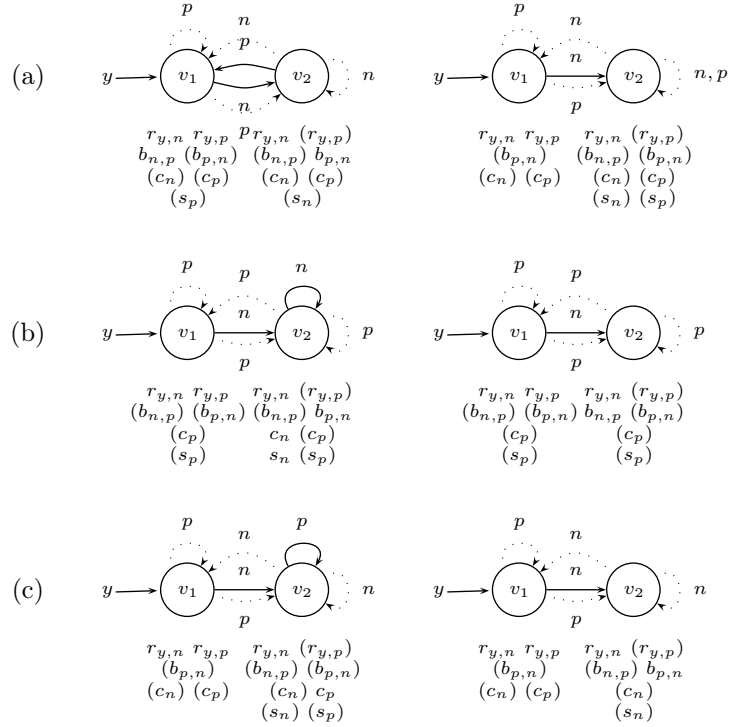 p n p n
(a) y v₁ p v₂ n y v₁ n v₂ n, p
n p
p
r_{y,n} r_{y,p} r_{y,n} (r_{y,p}) r_{y,n} r_{y,p} r_{y,n} (r_{y,p})
b_{n,p} (b_{p,n}) (b_{n,p}) b_{p,n} (b_{p,n}) (b_{n,p}) (b_{p,n})
(c_n) (c_p) (c_n) (c_p) (c_n) (c_p) (c_n) (c_p)
(s_p) (s_n) (s_n) (s_p)
p p n p p
(b) y v₁ n v₂ p y v₁ n v₂ p
p p
r_{y,n} r_{y,p} r_{y,n} (r_{y,p}) r_{y,n} r_{y,p} r_{y,n} (r_{y,p})
(b_{n,p}) (b_{p,n}) (b_{n,p}) b_{p,n} (b_{n,p}) (b_{p,n}) b_{n,p} (b_{p,n})
(c_p) c_n (c_p) (c_p) (c_p)
(s_p) s_n (s_p) (s_p) (s_p)
p n p p n
(c) y v₁ n v₂ n y v₁ n v₂ n
p p
r_{y,n} r_{y,p} r_{y,n} (r_{y,p}) r_{y,n} r_{y,p} r_{y,n} (r_{y,p})
(b_{p,n}) (b_{n,p}) (b_{p,n}) (b_{p,n}) (b_{n,p}) b_{p,n}
(c_n) (c_p) (c_n) c_p (c_n) (c_p) (c_n)
(s_n) (s_p) (s_n)